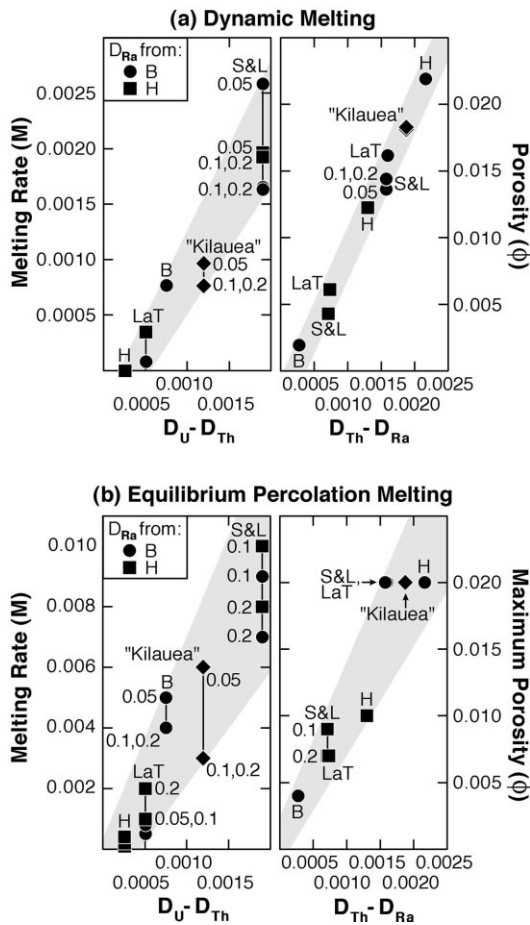 (a) Dynamic Melting
D_Ra from:
B
H
S&L
0.05
0.05
0.1,0.2
0.1,0.2
"Kilauea"
0.05
0.1,0.2
B
LaT
H
0.0025
0.0020
0.0015
0.0010
0.0005
Melting Rate (M)
0.0010
0.0005 0.0015
D_U - D_Th
H
"Kilauea"
LaT
0.1,0.2
0.05
S&L
H
LaT
S&L
B
0.020
0.015
0.010
0.005
Porosity (ϕ)
0.0005 0.0015 0.0025
0.0010 0.0020
D_Th - D_Ra
(b) Equilibrium Percolation Melting
D_Ra from:
B
H
S&L
0.1
0.1
0.2
0.2
"Kilauea"
0.05
0.1,0.2
B
0.05
0.1,0.2
LaT
0.2
0.05,0.1
H
0.010
0.008
0.006
0.004
0.002
Melting Rate (M)
0.0010
0.0005 0.0015
D_U - D_Th
S&L,
LaT
H
"Kilauea"
S&L
0.1
0.2
LaT
H
B
0.020
0.015
0.010
0.005
Maximum Porosity (ϕ)
0.0005 0.0015 0.0025
0.0010 0.0020
D_Th - D_Ra